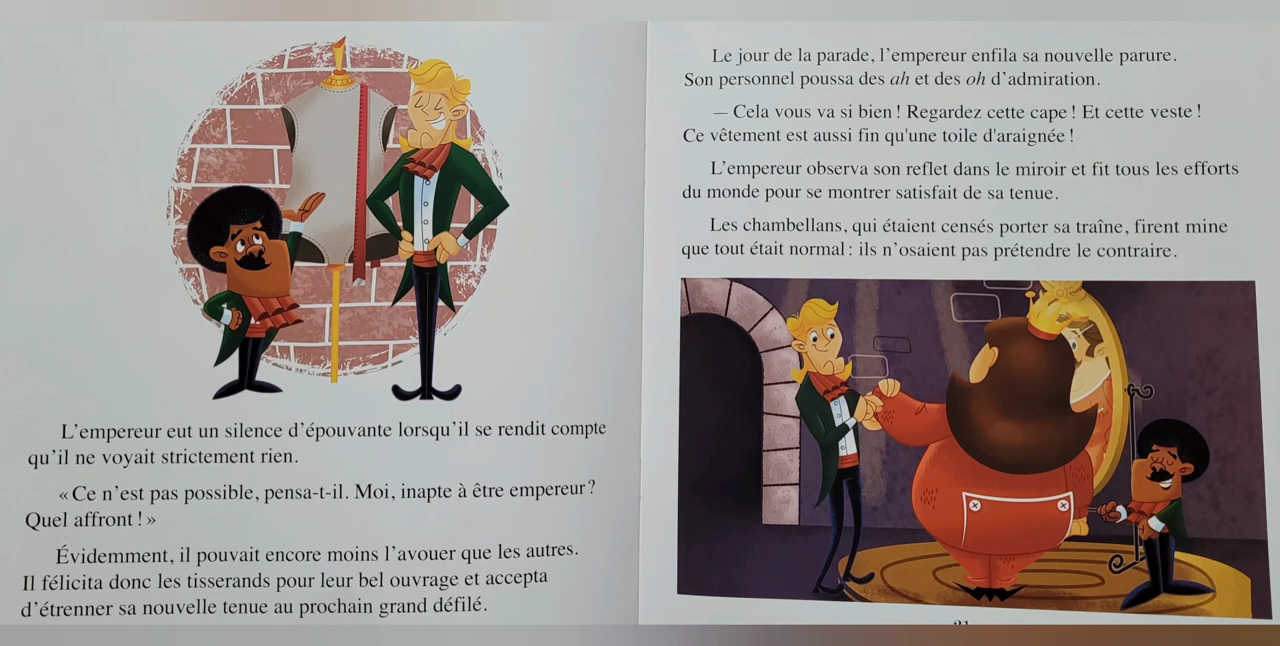 L'empereur eut un silence d'épouvante lorsqu'il se rendit compte
qu'il ne voyait strictement rien.
« Ce n'est pas possible, pensa-t-il. Moi, inapte à être empereur ?
Quel affront ! »
Évidemment, il pouvait encore moins l'avouer que les autres.
Il félicita donc les tisserands pour leur bel ouvrage et accepta
d'étrenner sa nouvelle tenue au prochain grand défilé.
Le jour de la parade, l'empereur enfila sa nouvelle parure.
Son personnel poussa des ah et des oh d'admiration.
— Cela vous va si bien ! Regardez cette cape ! Et cette veste !
Ce vêtement est aussi fin qu'une toile d'araignée !
L'empereur observa son reflet dans le miroir et fit tous les efforts
du monde pour se montrer satisfait de sa tenue.
Les chambellans, qui étaient censés porter sa traîne, firent mine
que tout était normal : ils n'osaient pas prétendre le contraire.